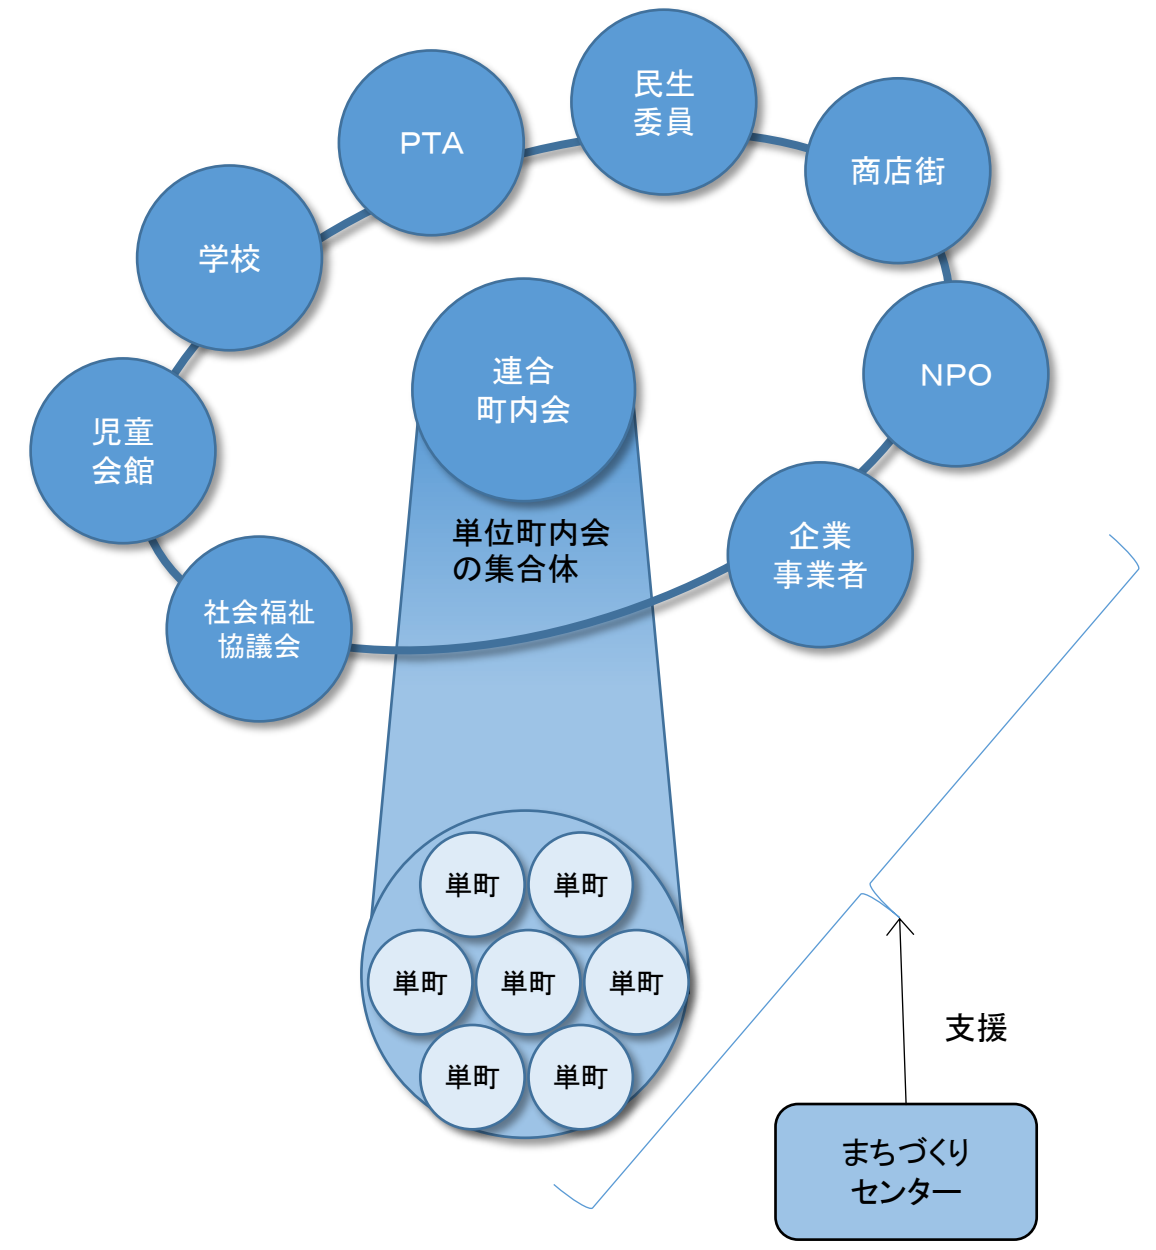 民生
委員
PTA
商店街
学校
連合
町内会
NPO
児童
会館
企業
事業者
単位町内会
の集合体
社会福祉
協議会
単町
単町
単町
単町
単町
単町
単町
支援
まちづくり
センター